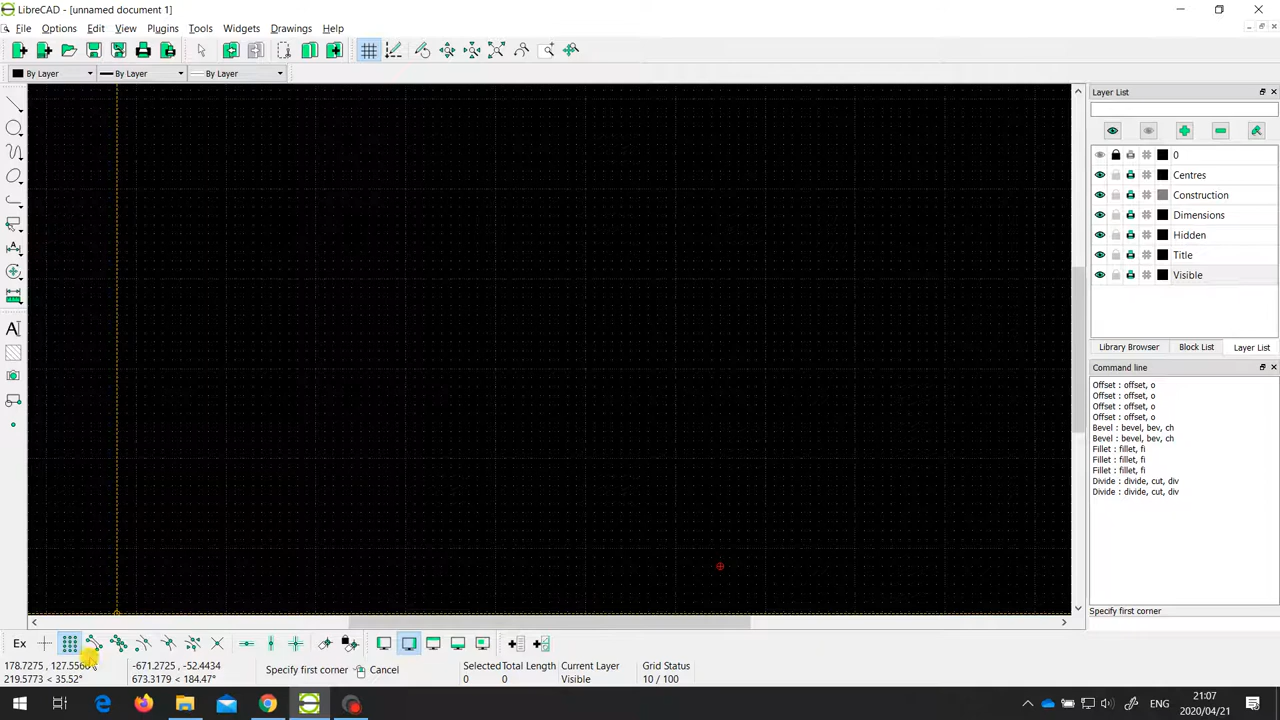 LibreCAD - [unnamed document 1]
File Options Edit View Plugins Tools Widgets Drawings Help
By Layer By Layer By Layer
Layer List
0
Centres
Construction
Dimensions
Hidden
Title
Visible
Library Browser Block List Layer List
Command line
Offset : offset, o
Offset : offset, o
Offset : offset, o
Offset : offset, o
Bevel : bevel, bev, ch
Bevel : bevel, bev, ch
Fillet : fillet, fi
Fillet : fillet, fi
Fillet : fillet, fi
Divide : divide, cut, div
Divide : divide, cut, div
Specify first corner
Ex
178.7275 , 127.5566 -671.2275 , -52.4434 Specify first corner Cancel Selected Total Length Current Layer Grid Status
219.5773 < 35.52° 673.3179 < 184.47° 0 0 Visible 10 / 100
ENG 21:07
2020/04/21